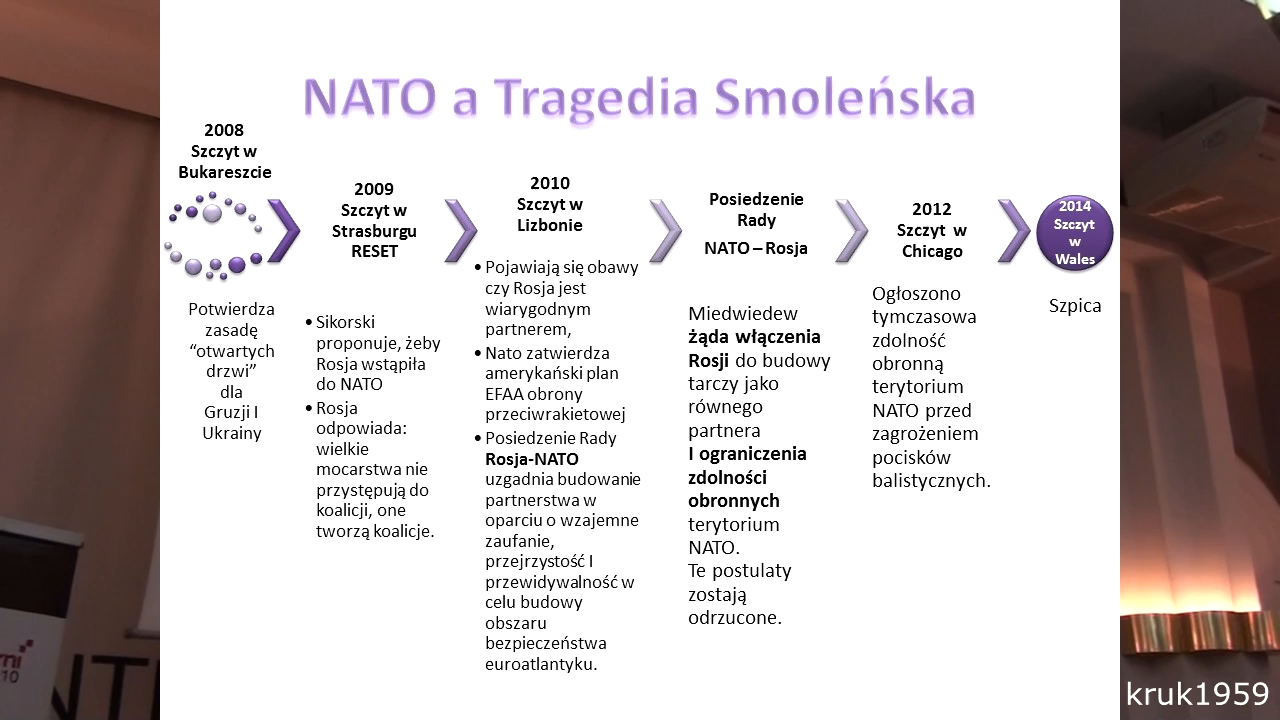 NATO a Tragedia Smoleńska
2008
Szczyt w
Bukareszcie
Potwierdza
zasadę
“otwartych
drzwi”
dla
Gruzji I
Ukrainy
2009
Szczyt w
Strasburgu
RESET
• Sikorski
proponuje, żeby
Rosja wstąpiła
do NATO
• Rosja
odpowiada:
wielkie
mocarstwa nie
przystępują do
koalicji, one
tworzą koalicje.
2010
Szczyt w
Lizbonie
• Pojawiają się obawy
czy Rosja jest
wiarygodnym
partnerem,
• Nato zatwierdza
amerykański plan
EFAA obrony
przeciwrakietowej
• Posiedzenie Rady
Rosja-NATO
uzgadnia budowanie
partnerstwa w
oparciu o wzajemne
zaufanie,
przejrzystość I
przewidywalność w
celu budowy
obszaru
bezpieczeństwa
euroatlantyku.
Posiedzenie
Rady
NATO – Rosja
Miedwiedew
żąda włączenia
Rosji do budowy
tarczy jako
równego
partnera
I ograniczenia
zdolności
obronnych
terytorium
NATO.
Te postulaty
zostają
odrzucone.
2012
Szczyt w
Chicago
Ogłoszono
tymczasowa
zdolność
obronną
terytorium
NATO przed
zagrożeniem
pocisków
balistycznych.
2014
Szczyt
w
Wales
Szpica
kruk1959